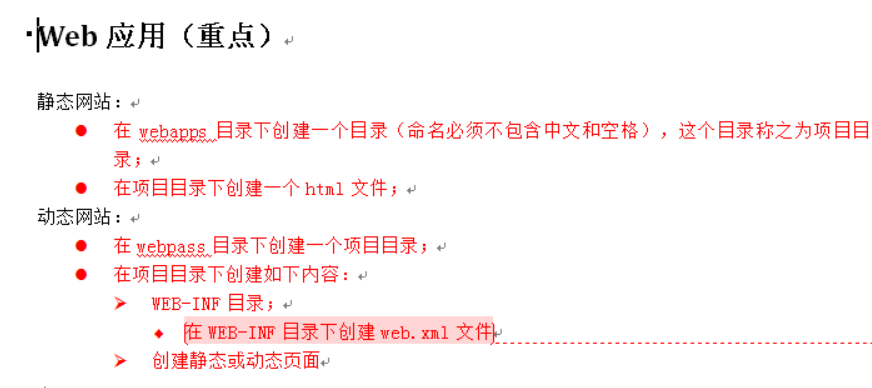 Web 应用（重点）
静态网站：
在 webapps 目录下创建一个目录（命名必须不包含中文和空格），这个目录称之为项目目
录；
在项目目录下创建一个 html 文件；
动态网站：
在 webpass 目录下创建一个项目目录；
在项目目录下创建如下内容：
WEB-INF 目录；
在 WEB-INF 目录下创建 web.xml 文件
创建静态或动态页面